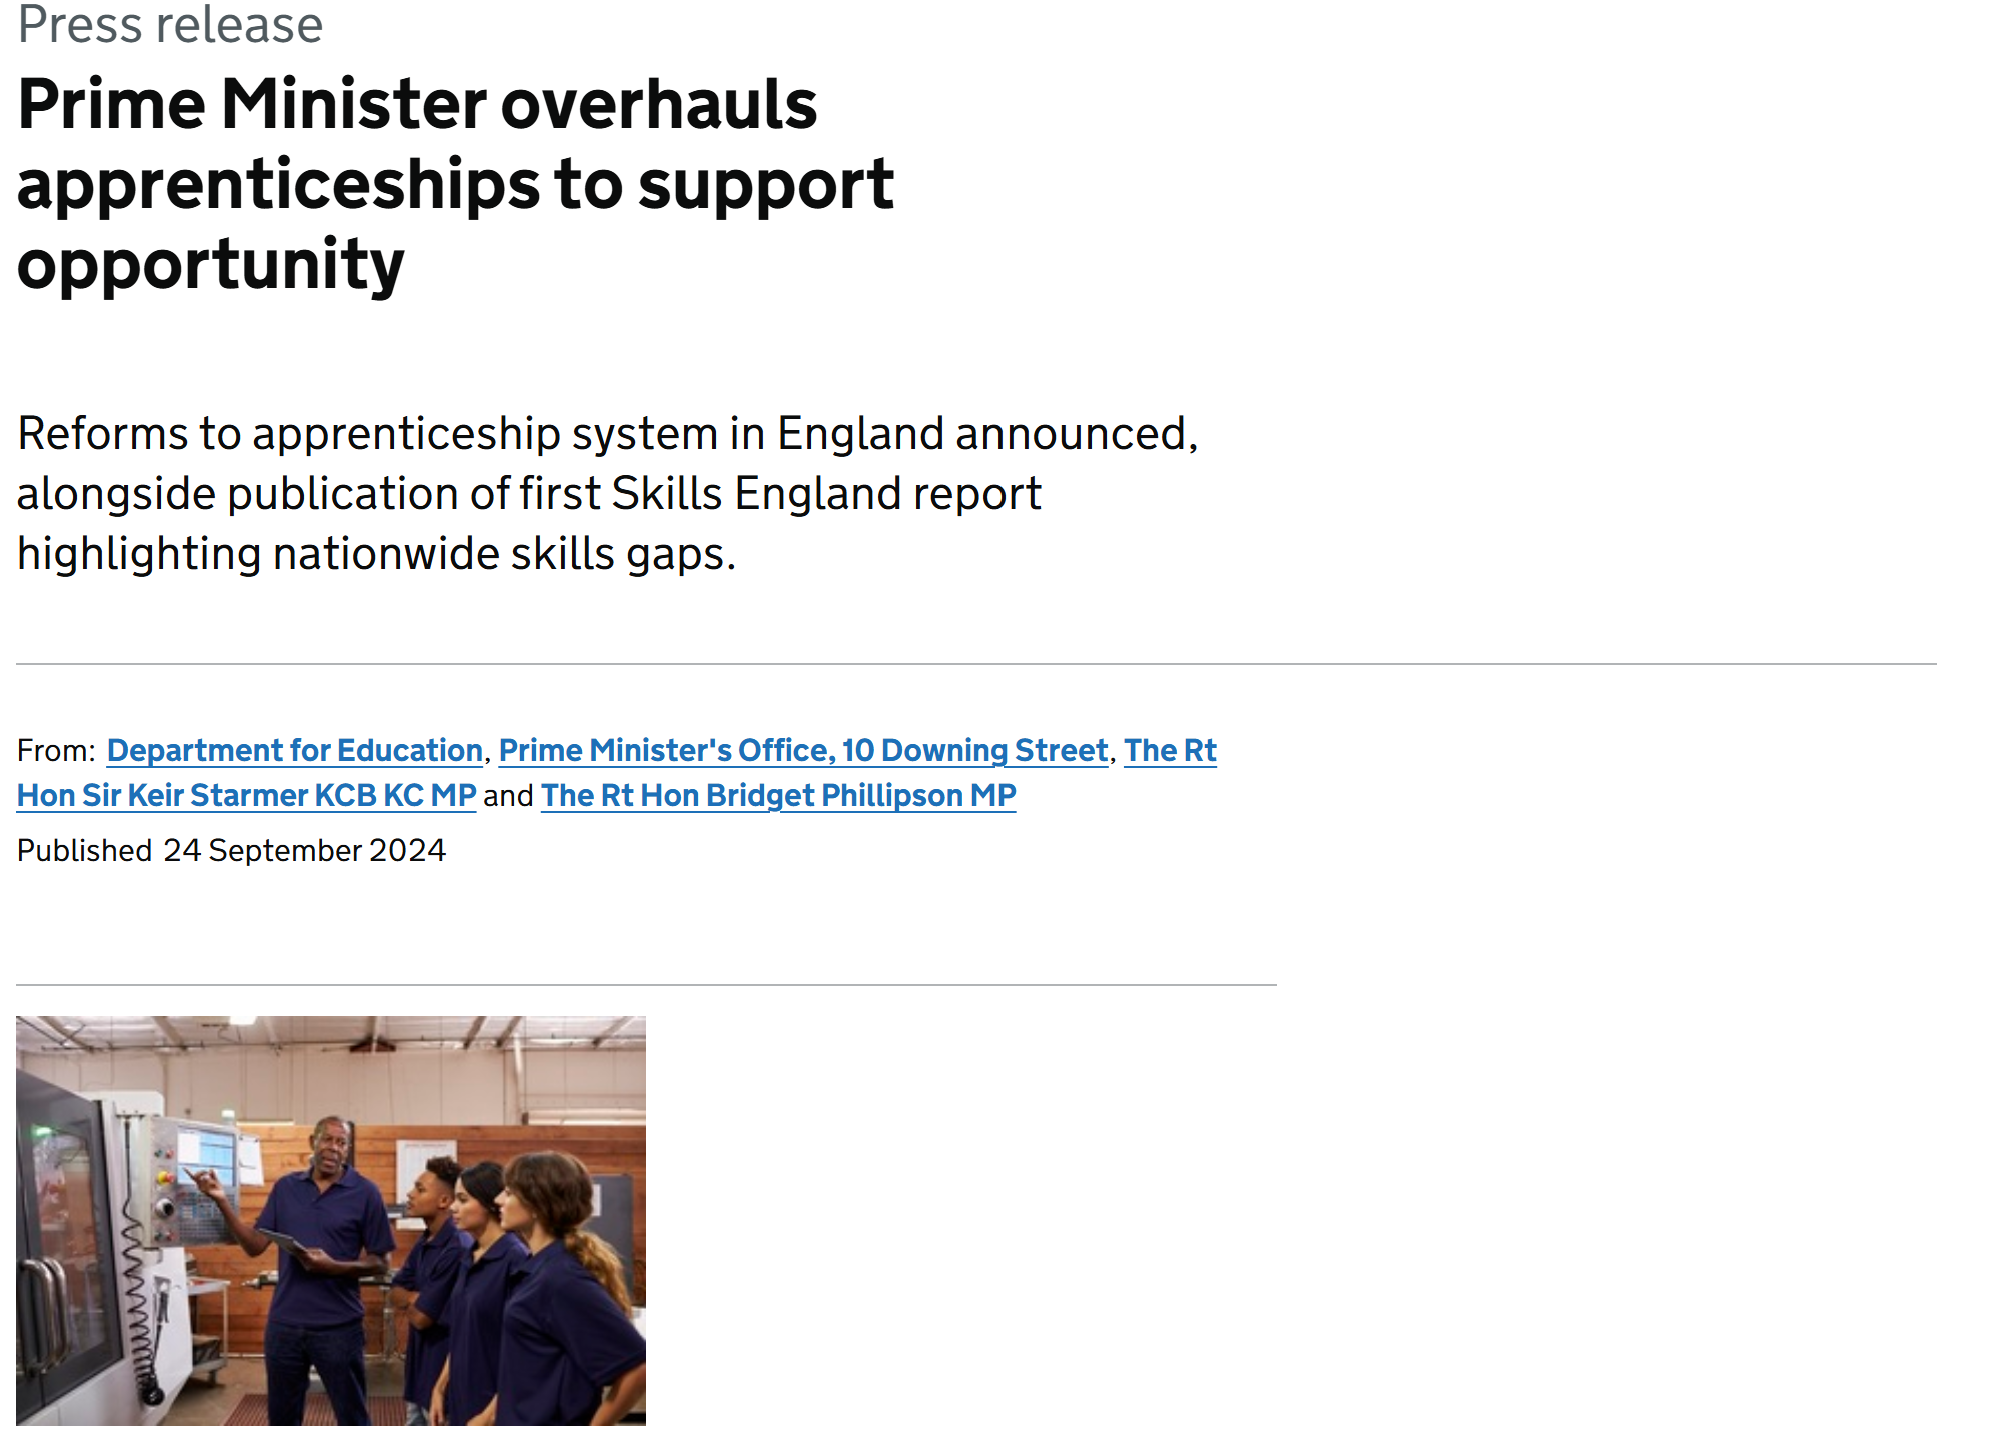 Press release
Prime Minister overhauls
apprenticeships to support
opportunity
Reforms to apprenticeship system in England announced,
alongside publication of first Skills England report
highlighting nationwide skills gaps.
From: Department for Education, Prime Minister's Office, 10 Downing Street, The Rt
Hon Sir Keir Starmer KCB KC MP and The Rt Hon Bridget Phillipson MP
Published 24 September 2024